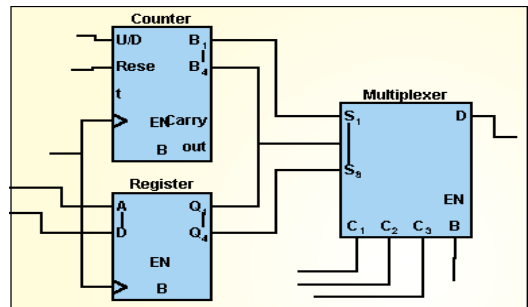 Counter
U/D B1
Rese B4
t
EN Carry
B out
Register
A Q1
D Q4
EN
B
Multiplexer
S1 D
S8
EN
C1 C2 C3 B